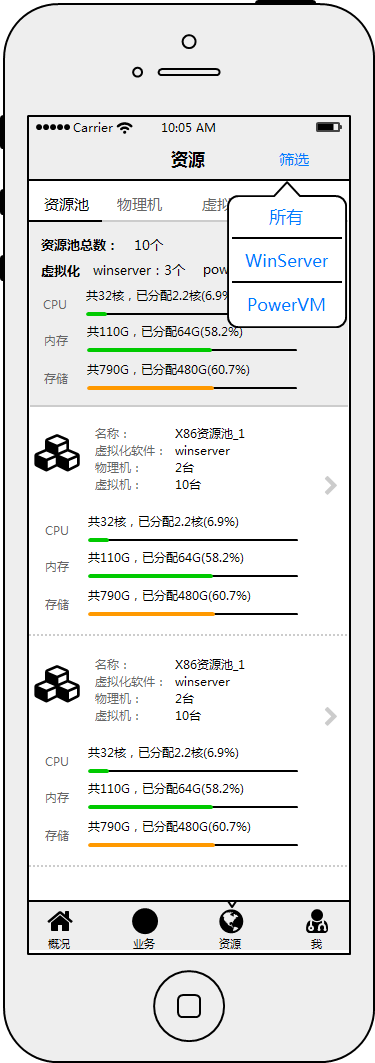 Carrier 10:05 AM
资源 筛选
资源池 物理机 虚拟
所有
WinServer
PowerVM
资源池总数： 10个
虚拟化 winserver：3个 pow
CPU 共32核，已分配2.2核(6.9%
内存 共110G，已分配64G(58.2%)
存储 共790G，已分配480G(60.7%)
名称： X86资源池_1
虚拟化软件： winserver
物理机： 2台
虚拟机： 10台
CPU 共32核，已分配2.2核(6.9%)
内存 共110G，已分配64G(58.2%)
存储 共790G，已分配480G(60.7%)
名称： X86资源池_1
虚拟化软件： winserver
物理机： 2台
虚拟机： 10台
CPU 共32核，已分配2.2核(6.9%)
内存 共110G，已分配64G(58.2%)
存储 共790G，已分配480G(60.7%)
概况 业务 资源 我